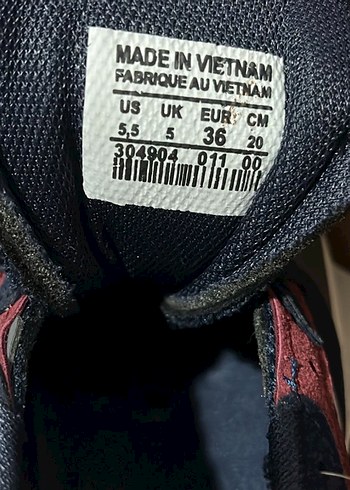 MADE IN VIETNAM
FABRIQUE AU VIETNAM
US UK EUR CM
5,5 5 36 20
304904 011 00